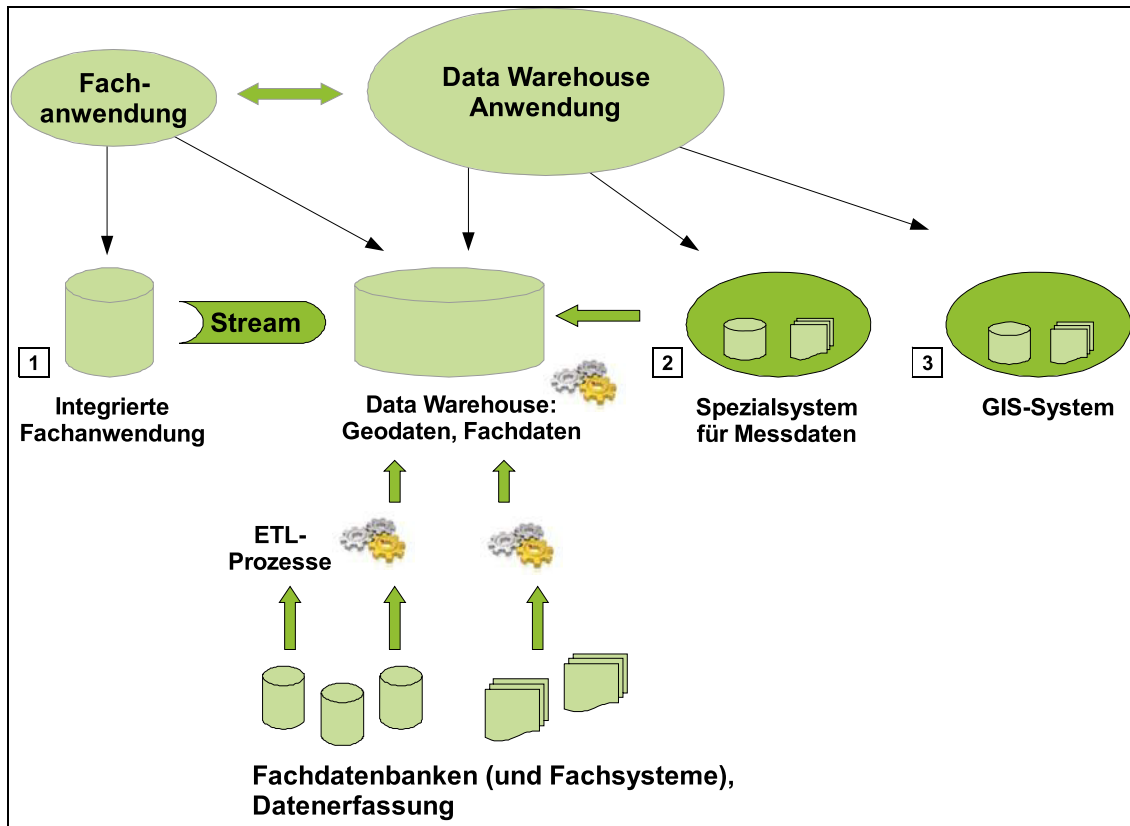 Fach-
anwendung
Data Warehouse
Anwendung
Stream
1
2
3
Integrierte
Fachanwendung
Data Warehouse:
Geodaten, Fachdaten
Spezialsystem
für Messdaten
GIS-System
ETL-
Prozesse
Fachdatenbanken (und Fachsysteme),
Datenerfassung